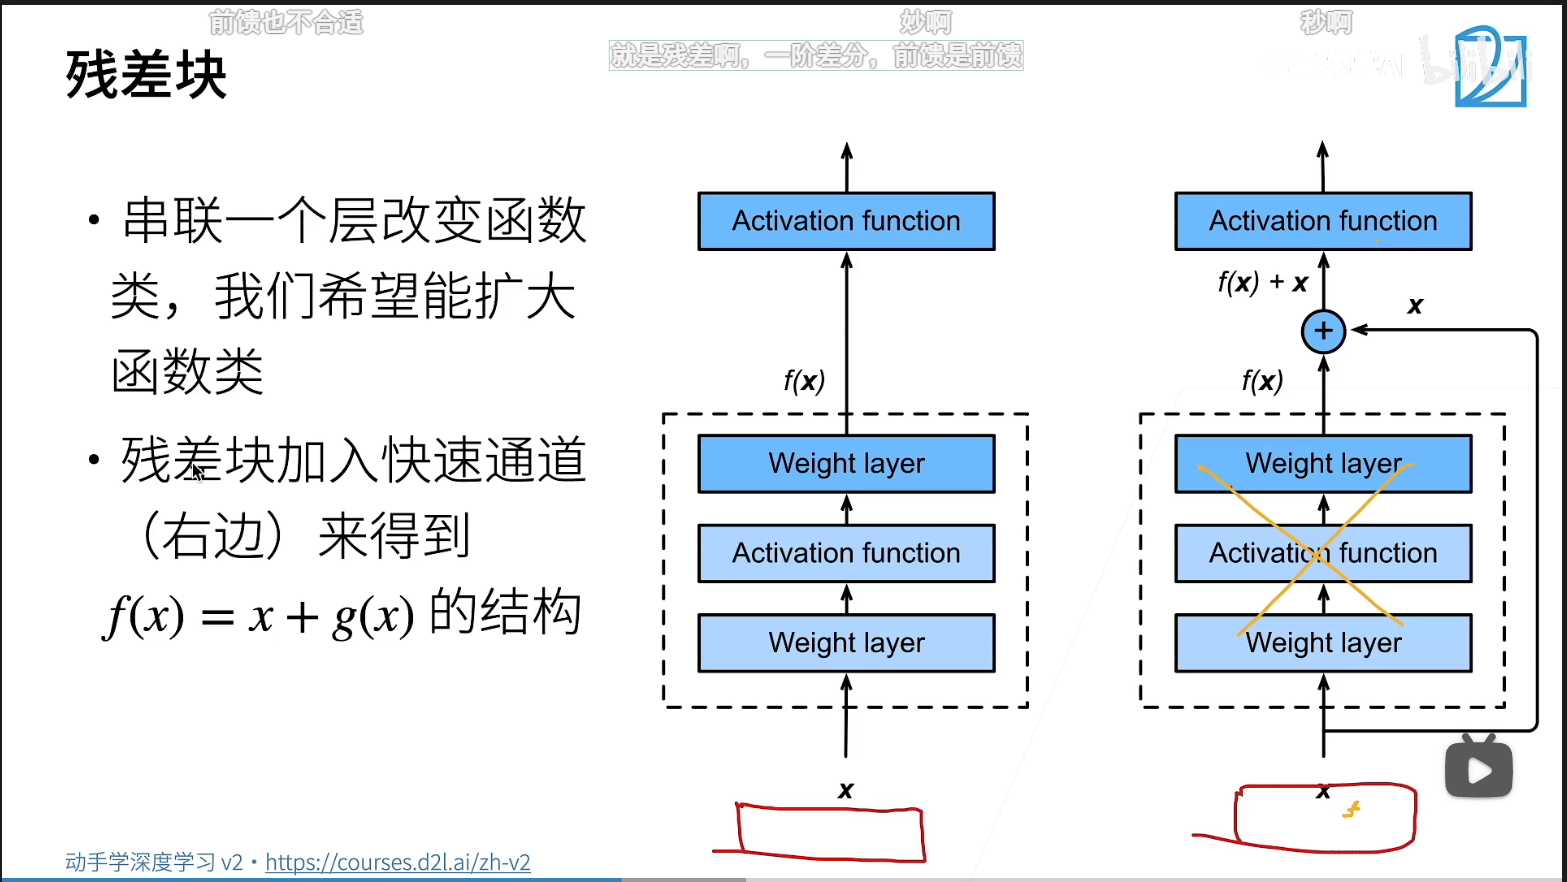 前馈也不合适
妙啊
秒啊
就是残差啊，一阶差分，前馈是前馈
bilibili
残差块
• 串联一个层改变函数
类，我们希望能扩大
函数类
• 残差块加入快速通道
（右边）来得到
f(x) = x + g(x) 的结构
Activation function
f(x)
Weight layer
Activation function
Weight layer
x
Activation function
f(x) + x
x
+
f(x)
Weight layer
Activation function
Weight layer
x
f
动手学深度学习 v2 • https://courses.d2l.ai/zh-v2